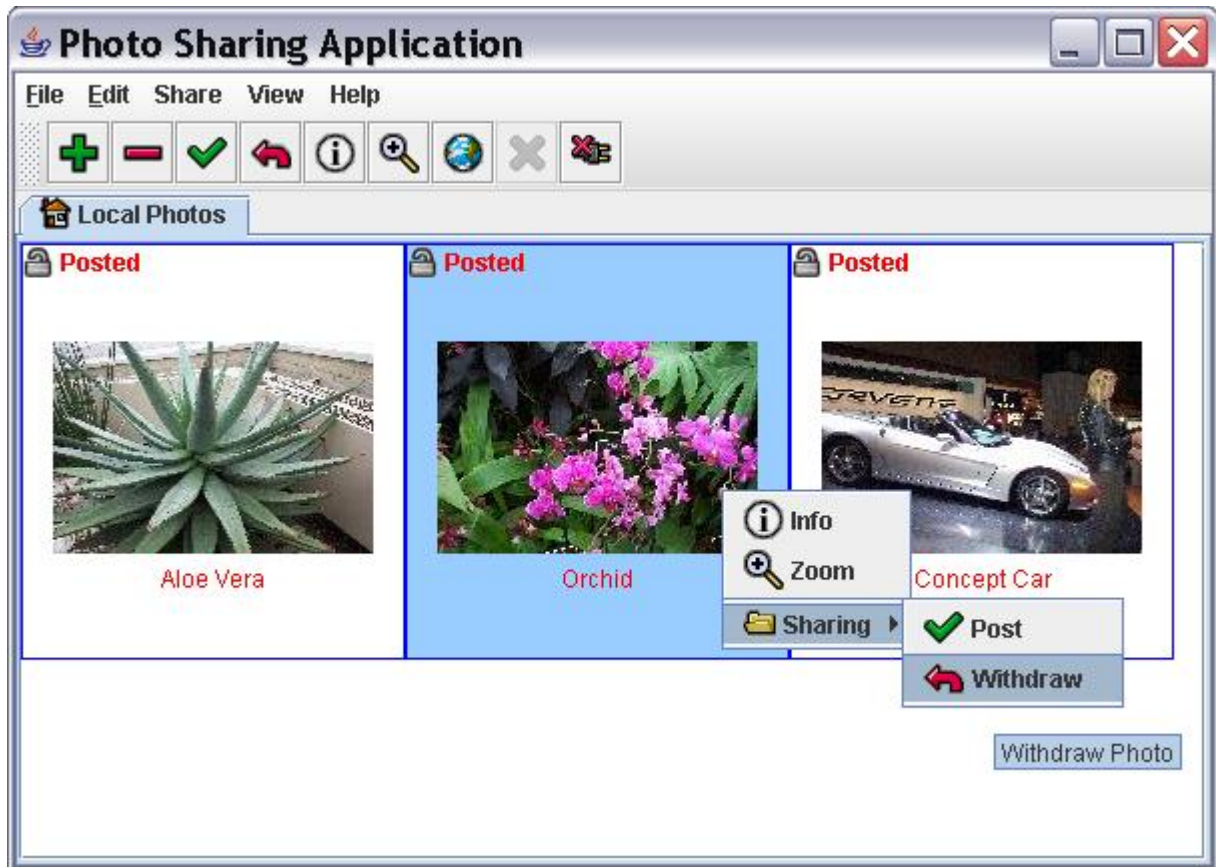 Photo Sharing Application
File Edit Share View Help
Local Photos
Posted Posted Posted
CORVETTE
Aloe Vera Orchid Concept Car
Info
Zoom
Sharing
Post
Withdraw
Withdraw Photo